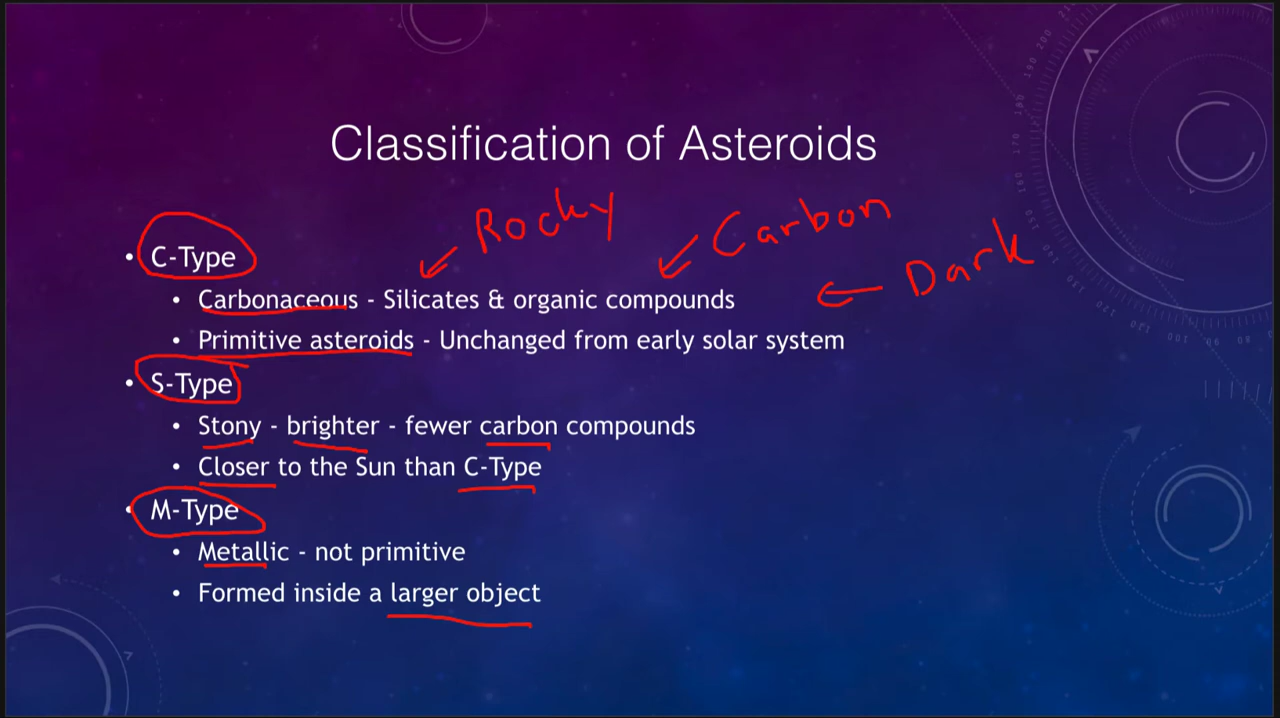 Classification of Asteroids
Rocky
Carbon
Dark
• C-Type
• Carbonaceous - Silicates & organic compounds
• Primitive asteroids - Unchanged from early solar system
• S-Type
• Stony - brighter - fewer carbon compounds
• Closer to the Sun than C-Type
• M-Type
• Metallic - not primitive
• Formed inside a larger object